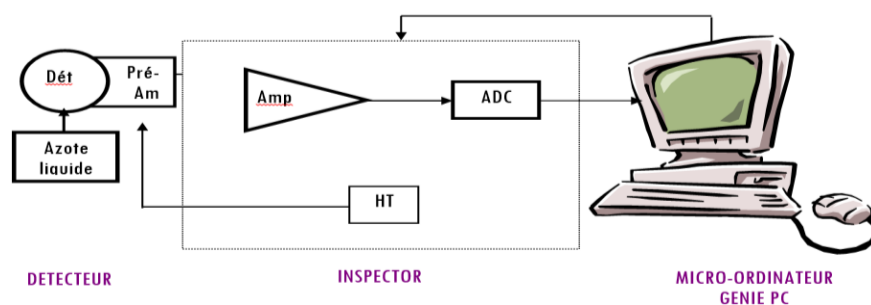 Dét
Pré-
Am
Amp
ADC
Azote
liquide
HT
DETECTEUR
INSPECTOR
MICRO-ORDINATEUR
GENIE PC